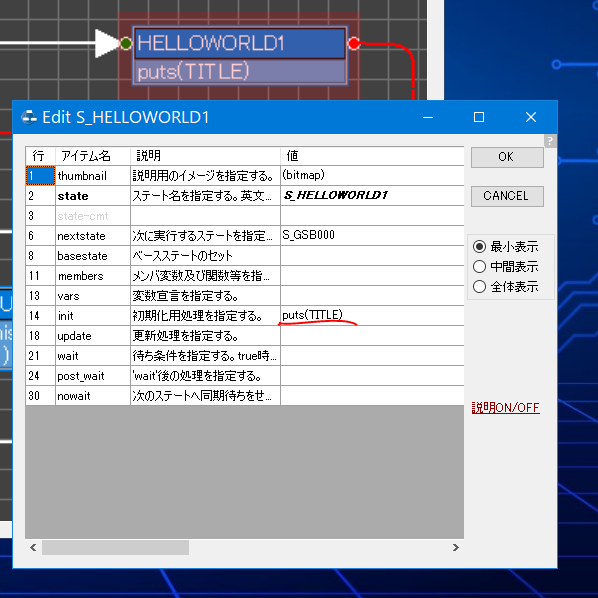 HELLOWORLD1
puts(TITLE)
Edit S_HELLOWORLD1
?
行 アイテム名 説明 値
1 thumbnail 説明用のイメージを指定する。 (bitmap)
2 state ステート名を指定する。英文... S_HELLOWORLD1
3 state-cmt
6 nextstate 次に実行するステートを指定... S_GSB000
8 basestate ベースステートのセット
11 members メンバ変数及び関数等を指...
13 vars 変数宣言を指定する。
14 init 初期化用処理を指定する。 puts(TITLE)
18 update 更新処理を指定する。
21 wait 待ち条件を指定する。true時...
24 post_wait 'wait'後の処理を指定する。
30 nowait 次のステートへ同期待ちをせ...
OK
CANCEL
最小表示
中間表示
全体表示
説明ON/OFF
U
his
)